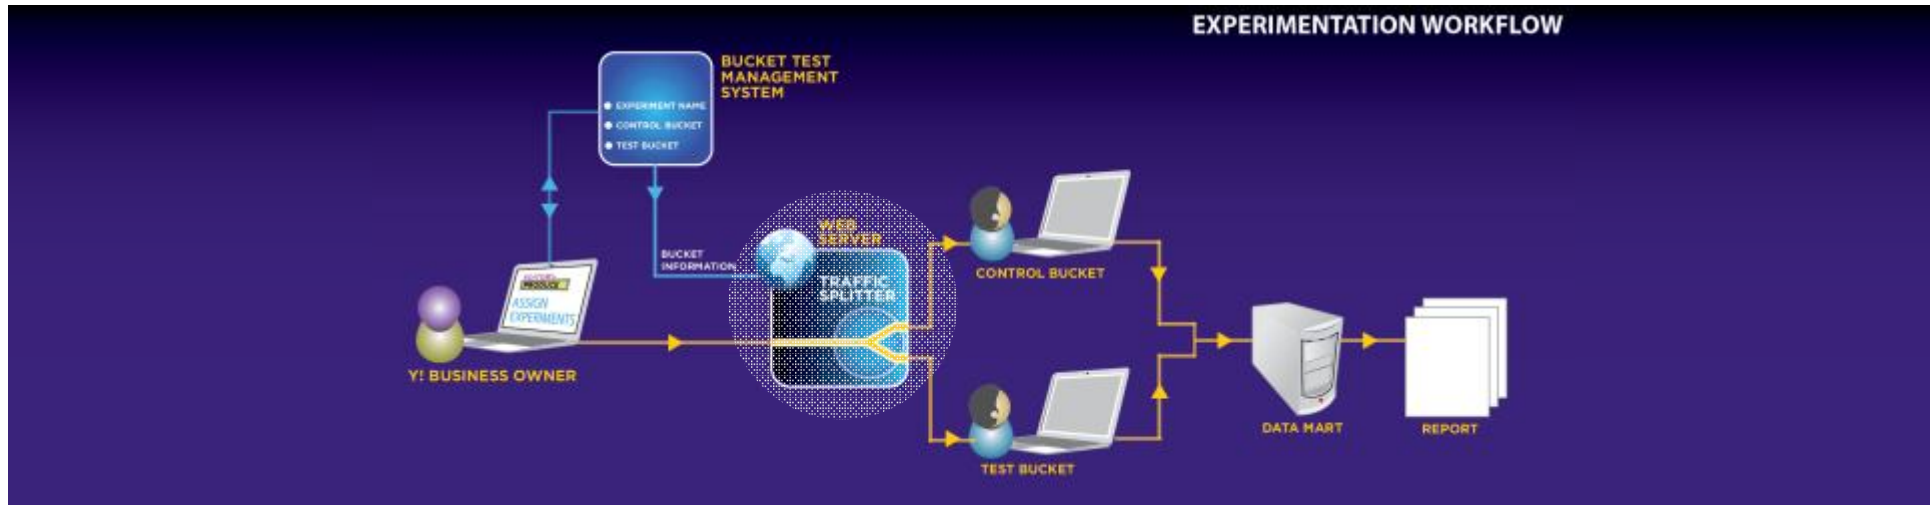 EXPERIMENTATION WORKFLOW
BUCKET TEST
MANAGEMENT
SYSTEM
EXPERIMENT NAME
CONTROL BUCKET
TEST BUCKET
WEB
SERVER
BUCKET
INFORMATION
TRAFFIC
SPLITTER
ASSIGN
EXPERIMENTS
Y! BUSINESS OWNER
CONTROL BUCKET
TEST BUCKET
DATA MART
REPORT